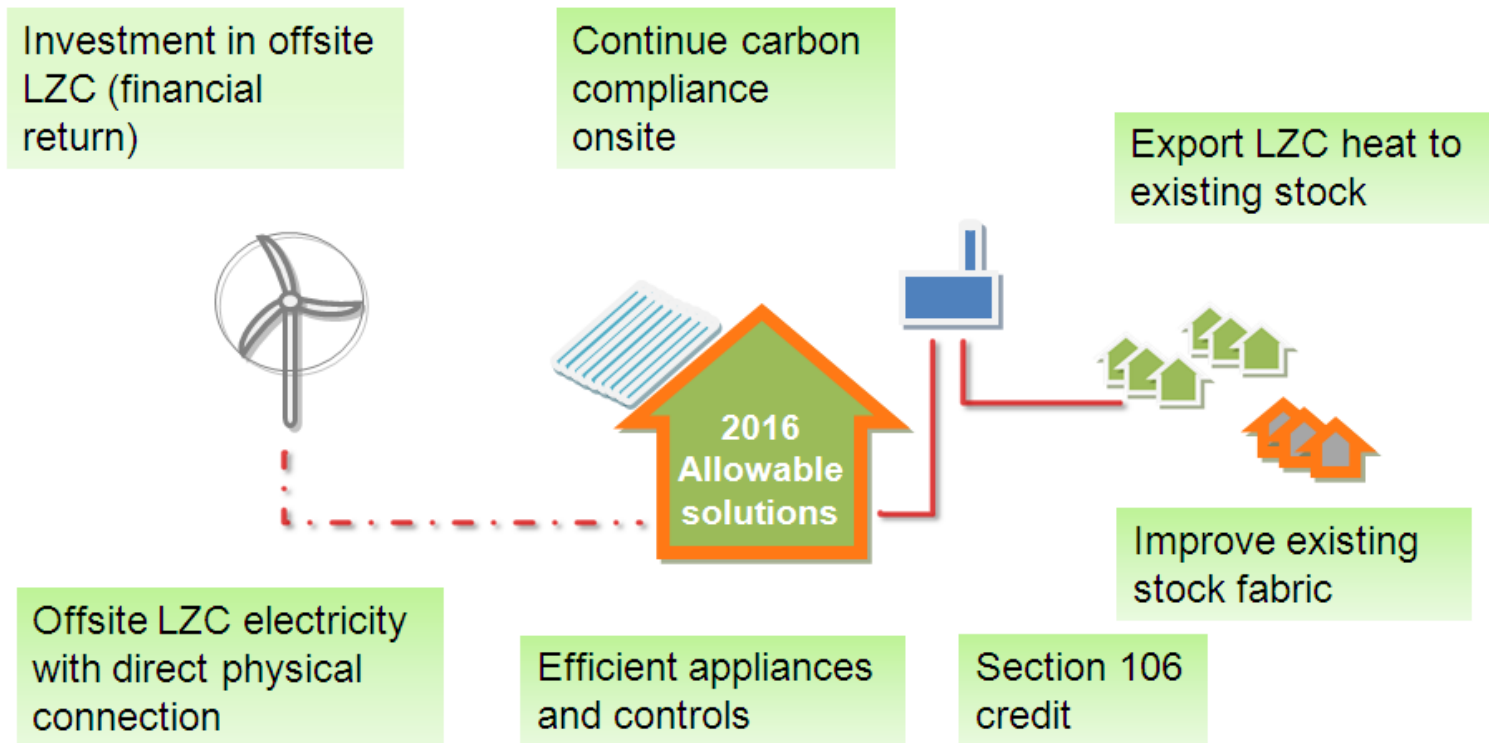 Investment in offsite
LZC (financial
return)
Continue carbon
compliance
onsite
Export LZC heat to
existing stock
2016
Allowable
solutions
Improve existing
stock fabric
Offsite LZC electricity
with direct physical
connection
Efficient appliances
and controls
Section 106
credit